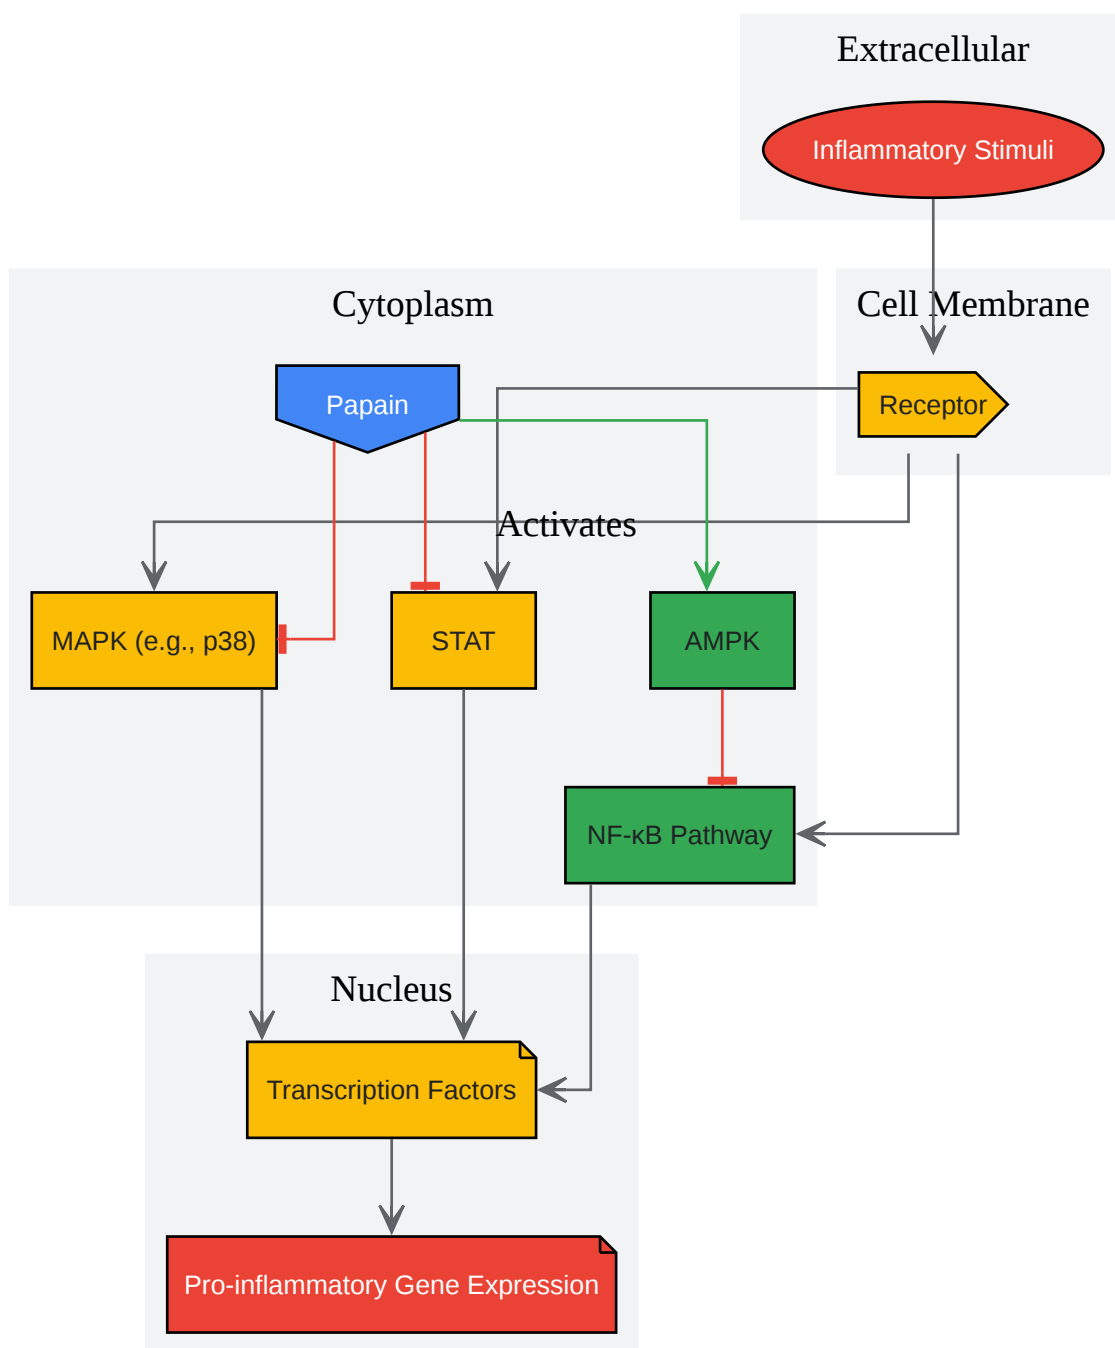 Extracellular
Inflammatory Stimuli
Cytoplasm
Cell Membrane
Papain
Receptor
Activates
MAPK (e.g., p38)
STAT
AMPK
NF-κB Pathway
Nucleus
Transcription Factors
Pro-inflammatory Gene Expression